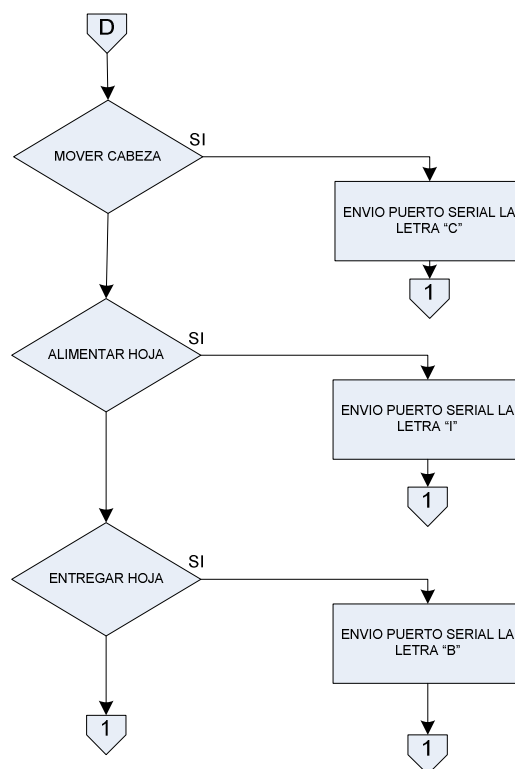 D
MOVER CABEZA
SI
ENVIO PUERTO SERIAL LA
LETRA “C”
1
ALIMENTAR HOJA
SI
ENVIO PUERTO SERIAL LA
LETRA “I”
1
ENTREGAR HOJA
SI
ENVIO PUERTO SERIAL LA
LETRA “B”
1
1